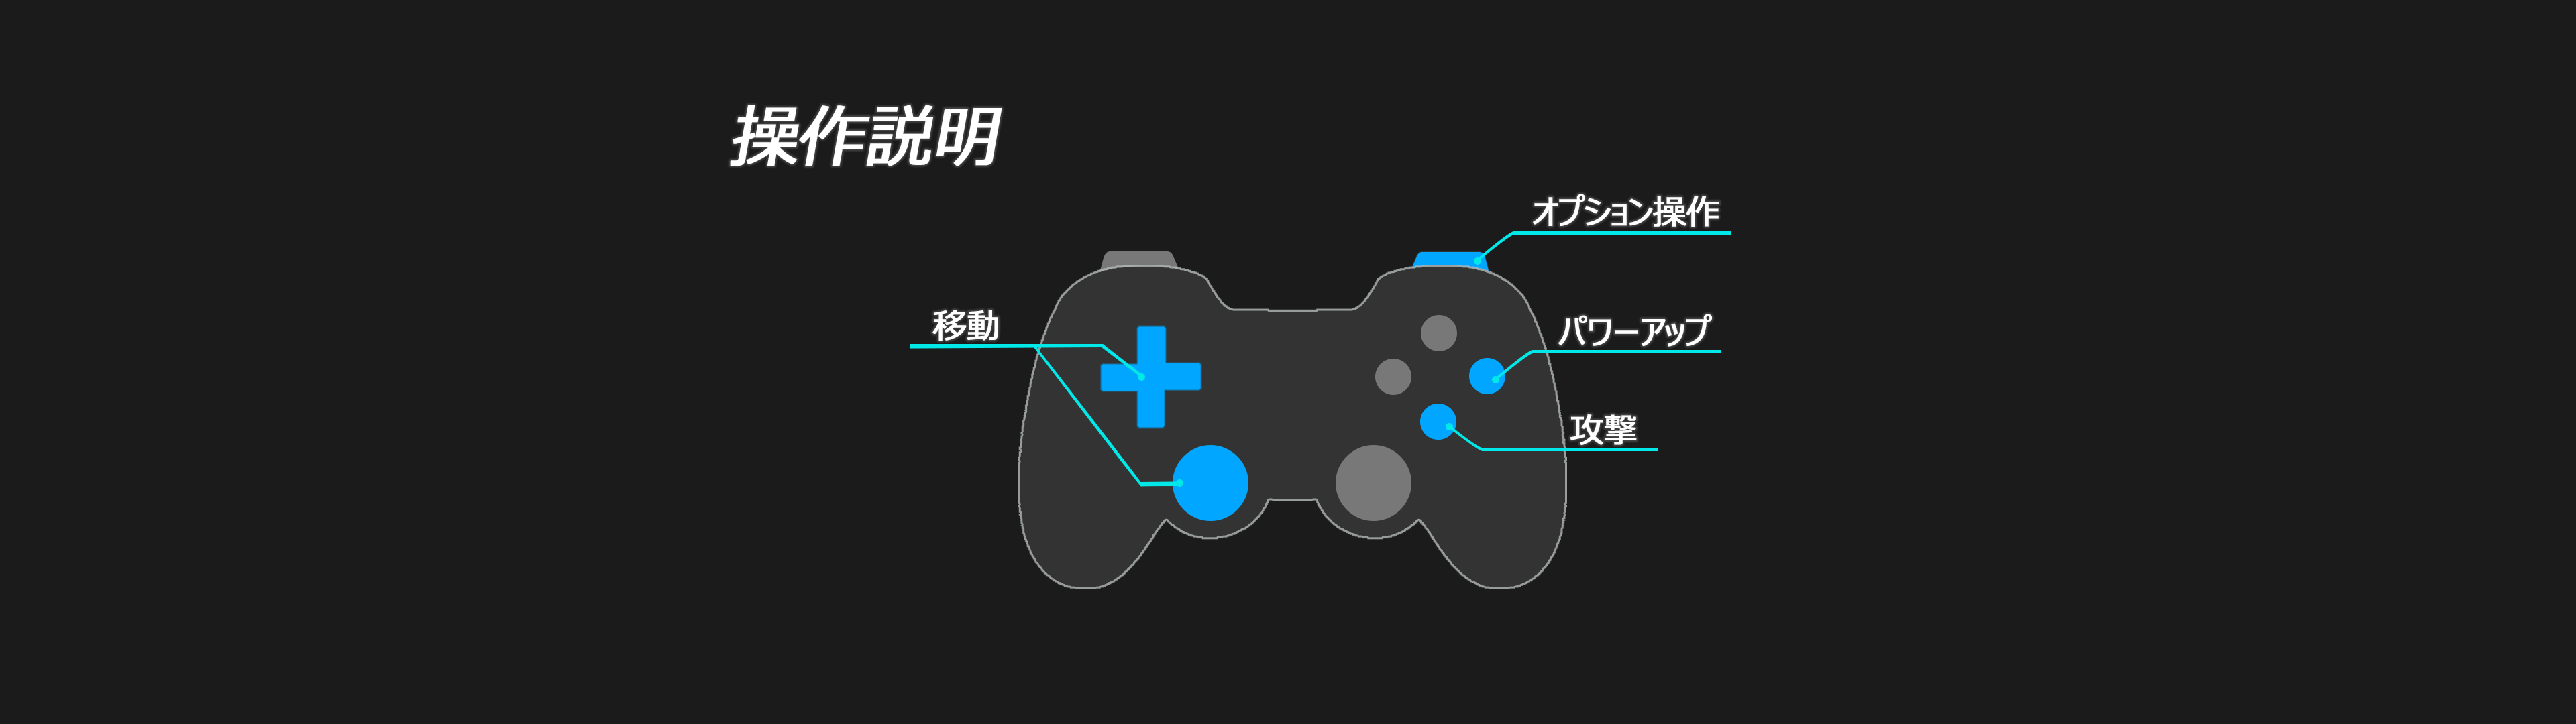 操作説明
オプション操作
移動
パワーアップ
攻撃